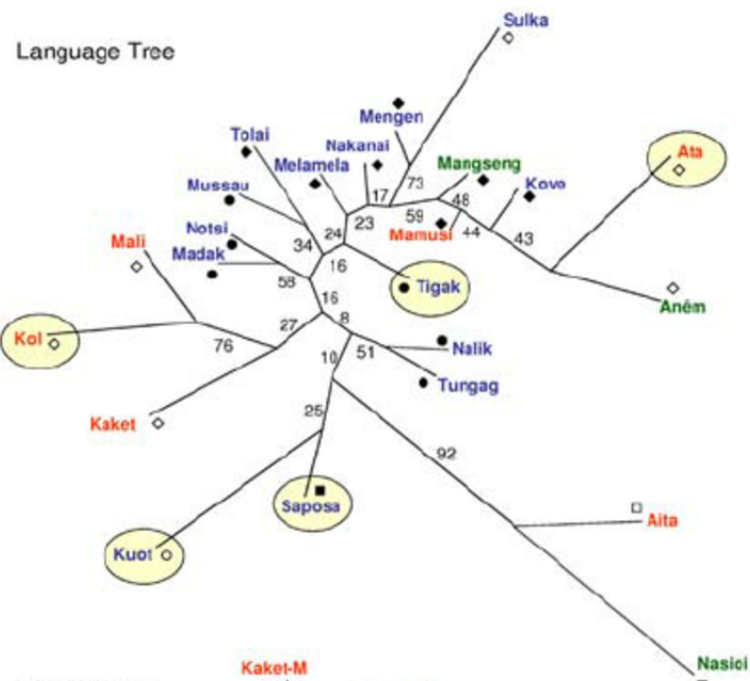 Sulka
Language Tree
Mengen
Tolai
Nakanai
Melamela
Mangseng
Ata
Mussau
17
73
Kove
48
Notsi
23
59
Mamusi
44
43
Mali
34
24
Madak
16
58
Tigak
16
Anêm
27
8
Kol
76
10
51
Nalik
Tungag
25
Kaket
92
Saposa
Aita
Kuot
Kaket-M
Nasioi